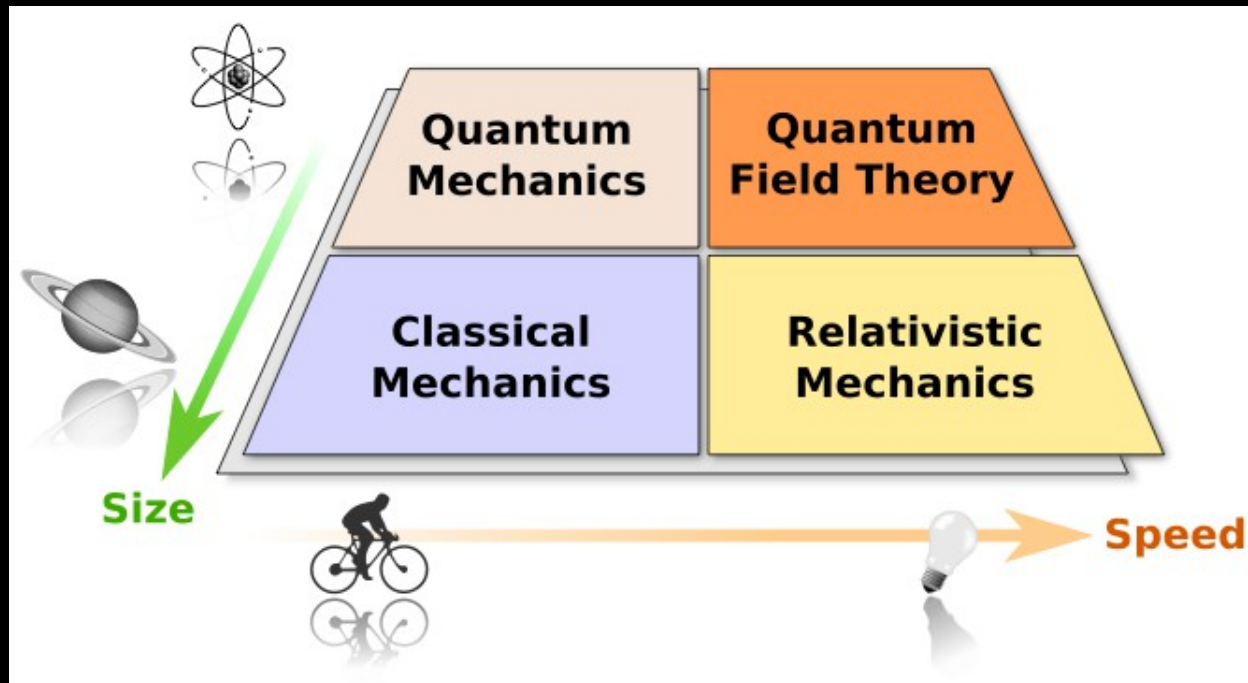 Quantum
Mechanics
Quantum
Field Theory
Classical
Mechanics
Relativistic
Mechanics
Size
Speed